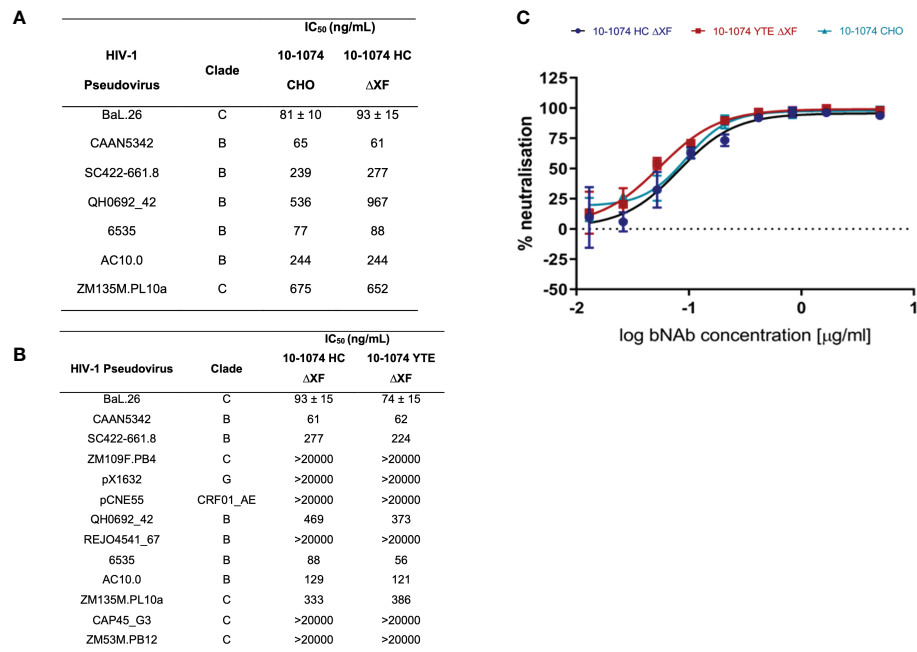 A
IC50 (ng/mL)
HIV-1 Pseudovirus Clade 10-1074 CHO 10-1074 HC ΔXF
BaL.26 C 81 ± 10 93 ± 15
CAAN5342 B 65 61
SC422-661.8 B 239 277
QH0692_42 B 536 967
6535 B 77 88
AC10.0 B 244 244
ZM135M.PL10a C 675 652
B
IC50 (ng/mL)
HIV-1 Pseudovirus Clade 10-1074 HC ΔXF 10-1074 YTE ΔXF
BaL.26 C 93 ± 15 74 ± 15
CAAN5342 B 61 62
SC422-661.8 B 277 224
ZM109F.PB4 C >20000 >20000
pX1632 G >20000 >20000
pCNE55 CRF01_AE >20000 >20000
QH0692_42 B 469 373
REJO4541_67 B >20000 >20000
6535 B 88 56
AC10.0 B 129 121
ZM135M.PL10a C 333 386
CAP45_G3 C >20000 >20000
ZM53M.PB12 C >20000 >20000
C
10-1074 HC ΔXF 10-1074 YTE ΔXF 10-1074 CHO
% neutralisation
125
100
75
50
25
0
-25
-50
-2 -1 0 1
log bNAb concentration [μg/ml]